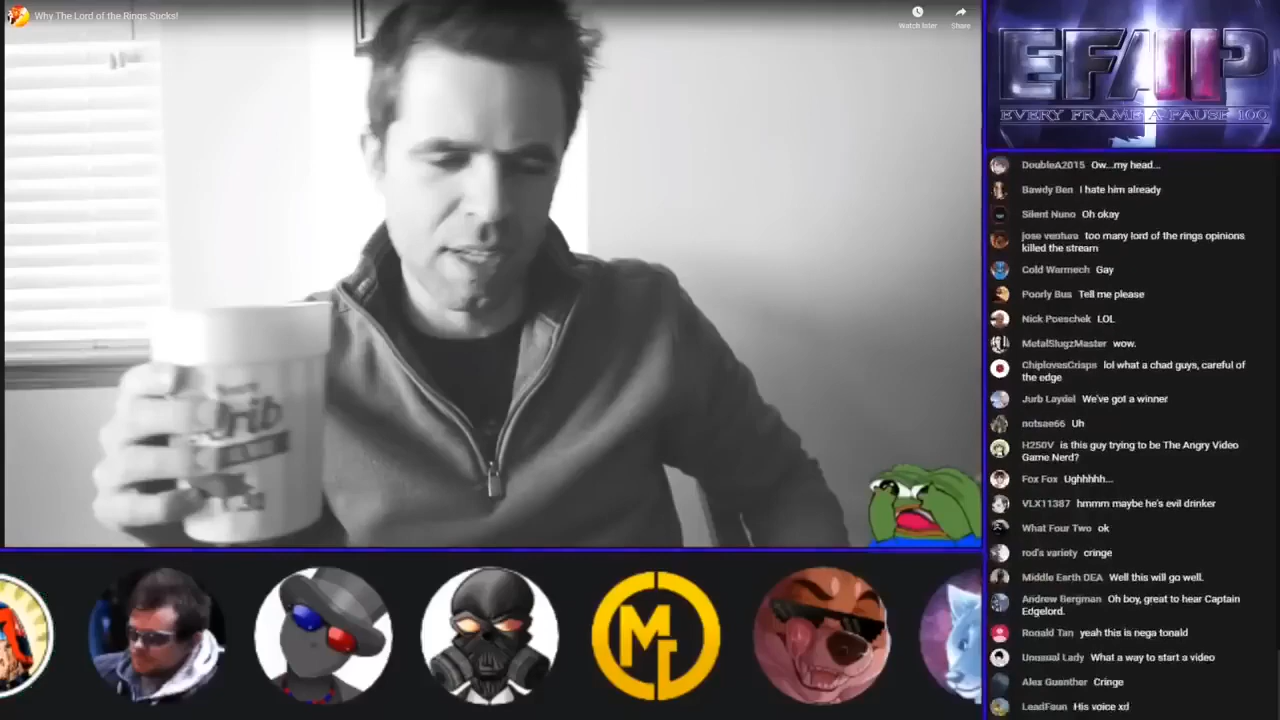 Why The Lord of the Rings Sucks!
Watch later
Share
EFAP
EVERY FRAME A PAUSE 100
DoubleA2015 Ow...my head...
Bawdy Ben I hate him already
Silent Nuno Oh okay
jose ventura too many lord of the rings opinions
killed the stream
Cold Warmech Gay
Poorly Bus Tell me please
Nick Poeschek LOL
MetalSlugzMaster wow.
ChiplovesCrisps lol what a chad guys, careful of
the edge
Jurb Laydel We've got a winner
notsae66 Uh
H250V is this guy trying to be The Angry Video
Game Nerd?
Fox Fox Ughhhhh...
VLX11387 hmmm maybe he's evil drinker
What Four Two ok
rod's variety cringe
Middle Earth DEA Well this will go well.
Andrew Bergman Oh boy, great to hear Captain
Edgelord.
Ronald Tan yeah this is nega tonald
Unusual Lady What a way to start a video
Alex Guenther Cringe
LeadFaun His voice xd